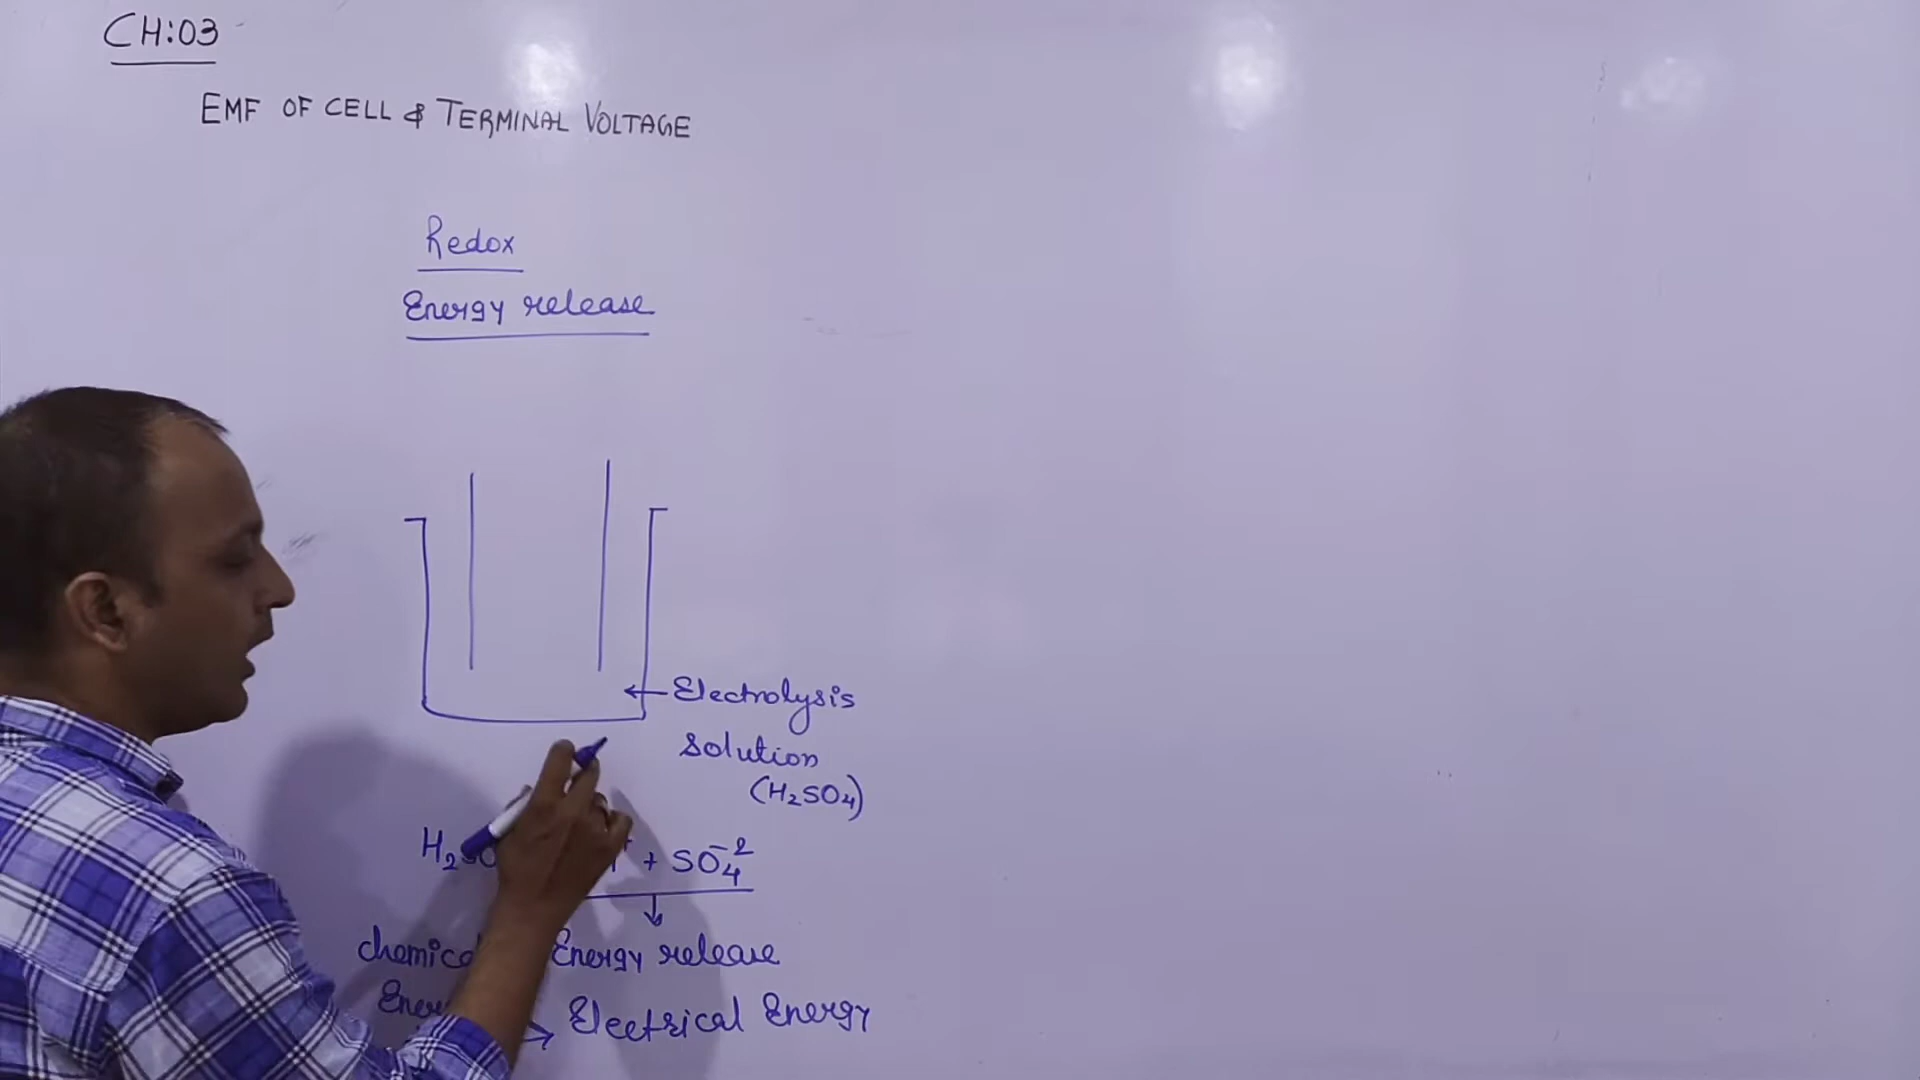 CH:03
EMF OF CELL & TERMINAL VOLTAGE
Redox
Energy release
Electrolysis
Solution
(H₂SO₄)
+ SO₄⁻²
Energy release
Electrical Energy